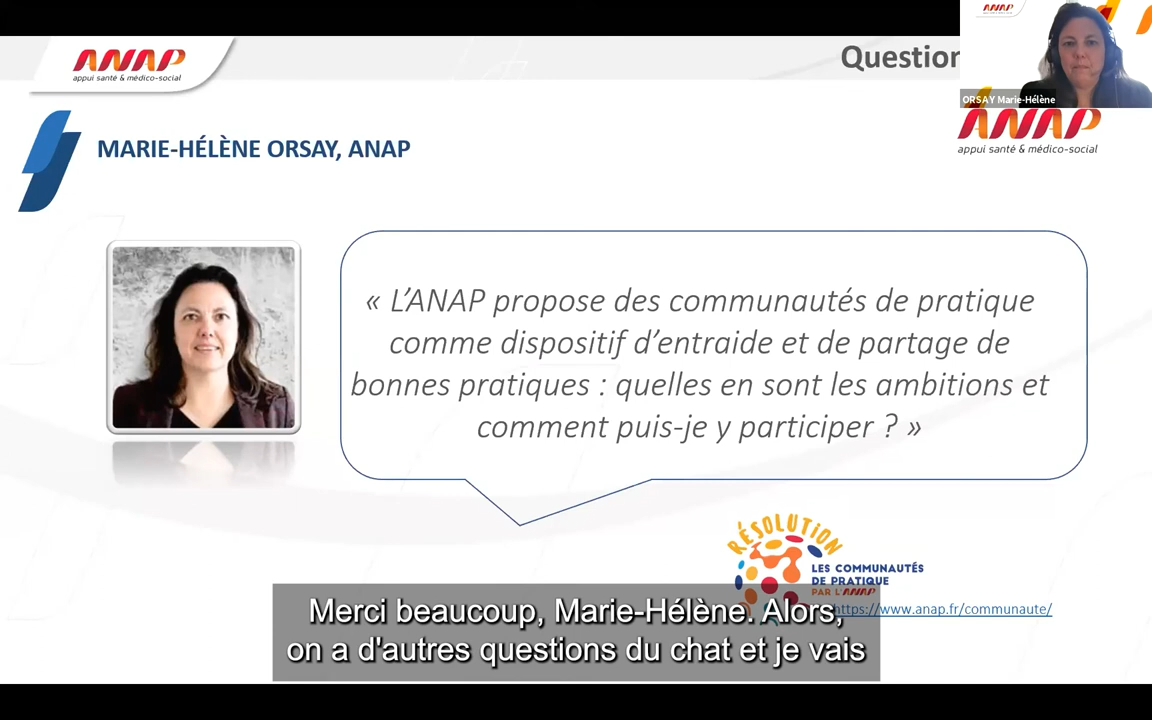 ANAP
appui santé & médico-social
Question
ANAP
ORSAY Marie-Hélène
ANAP
appui santé & médico-social
MARIE-HÉLÈNE ORSAY, ANAP
« L’ANAP propose des communautés de pratique
comme dispositif d’entraide et de partage de
bonnes pratiques : quelles en sont les ambitions et
comment puis-je y participer ? »
RÉSOLUTiON
LES COMMUNAUTÉS
DE PRATIQUE
PAR L'ANAP
https://www.anap.fr/communaute/
Merci beaucoup, Marie-Hélène. Alors,
on a d'autres questions du chat et je vais